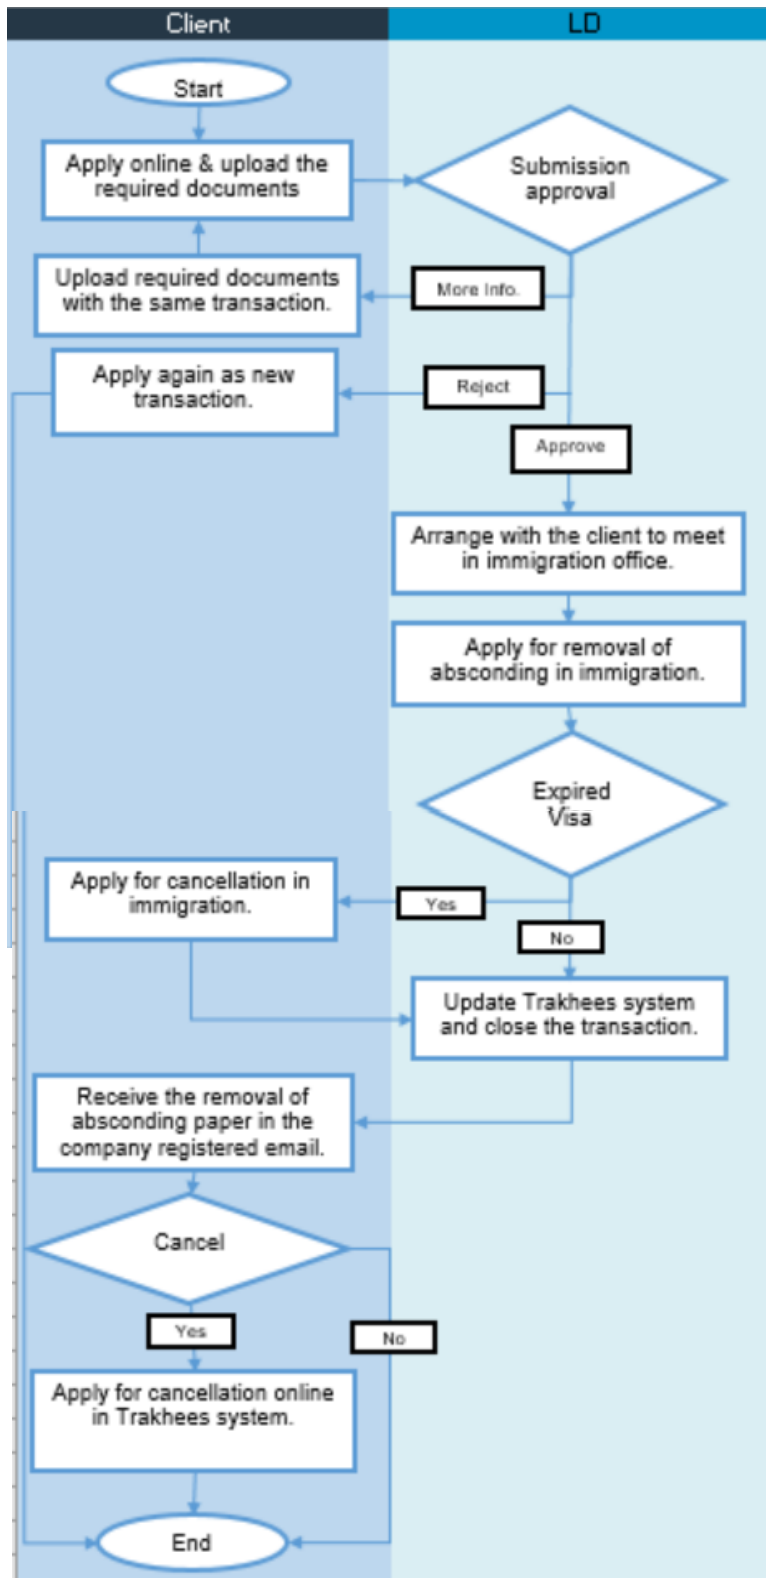 Client
LD
Start
Apply online & upload the
required documents
Submission
approval
Upload required documents
with the same transaction.
More Info.
Apply again as new
transaction.
Reject
Approve
Arrange with the client to meet
in immigration office.
Apply for removal of
absconding in immigration.
Expired
Visa
Apply for cancellation in
immigration.
Yes
No
Update Trakhees system
and close the transaction.
Receive the removal of
absconding paper in the
company registered email.
Cancel
Yes
No
Apply for cancellation online
in Trakhees system.
End